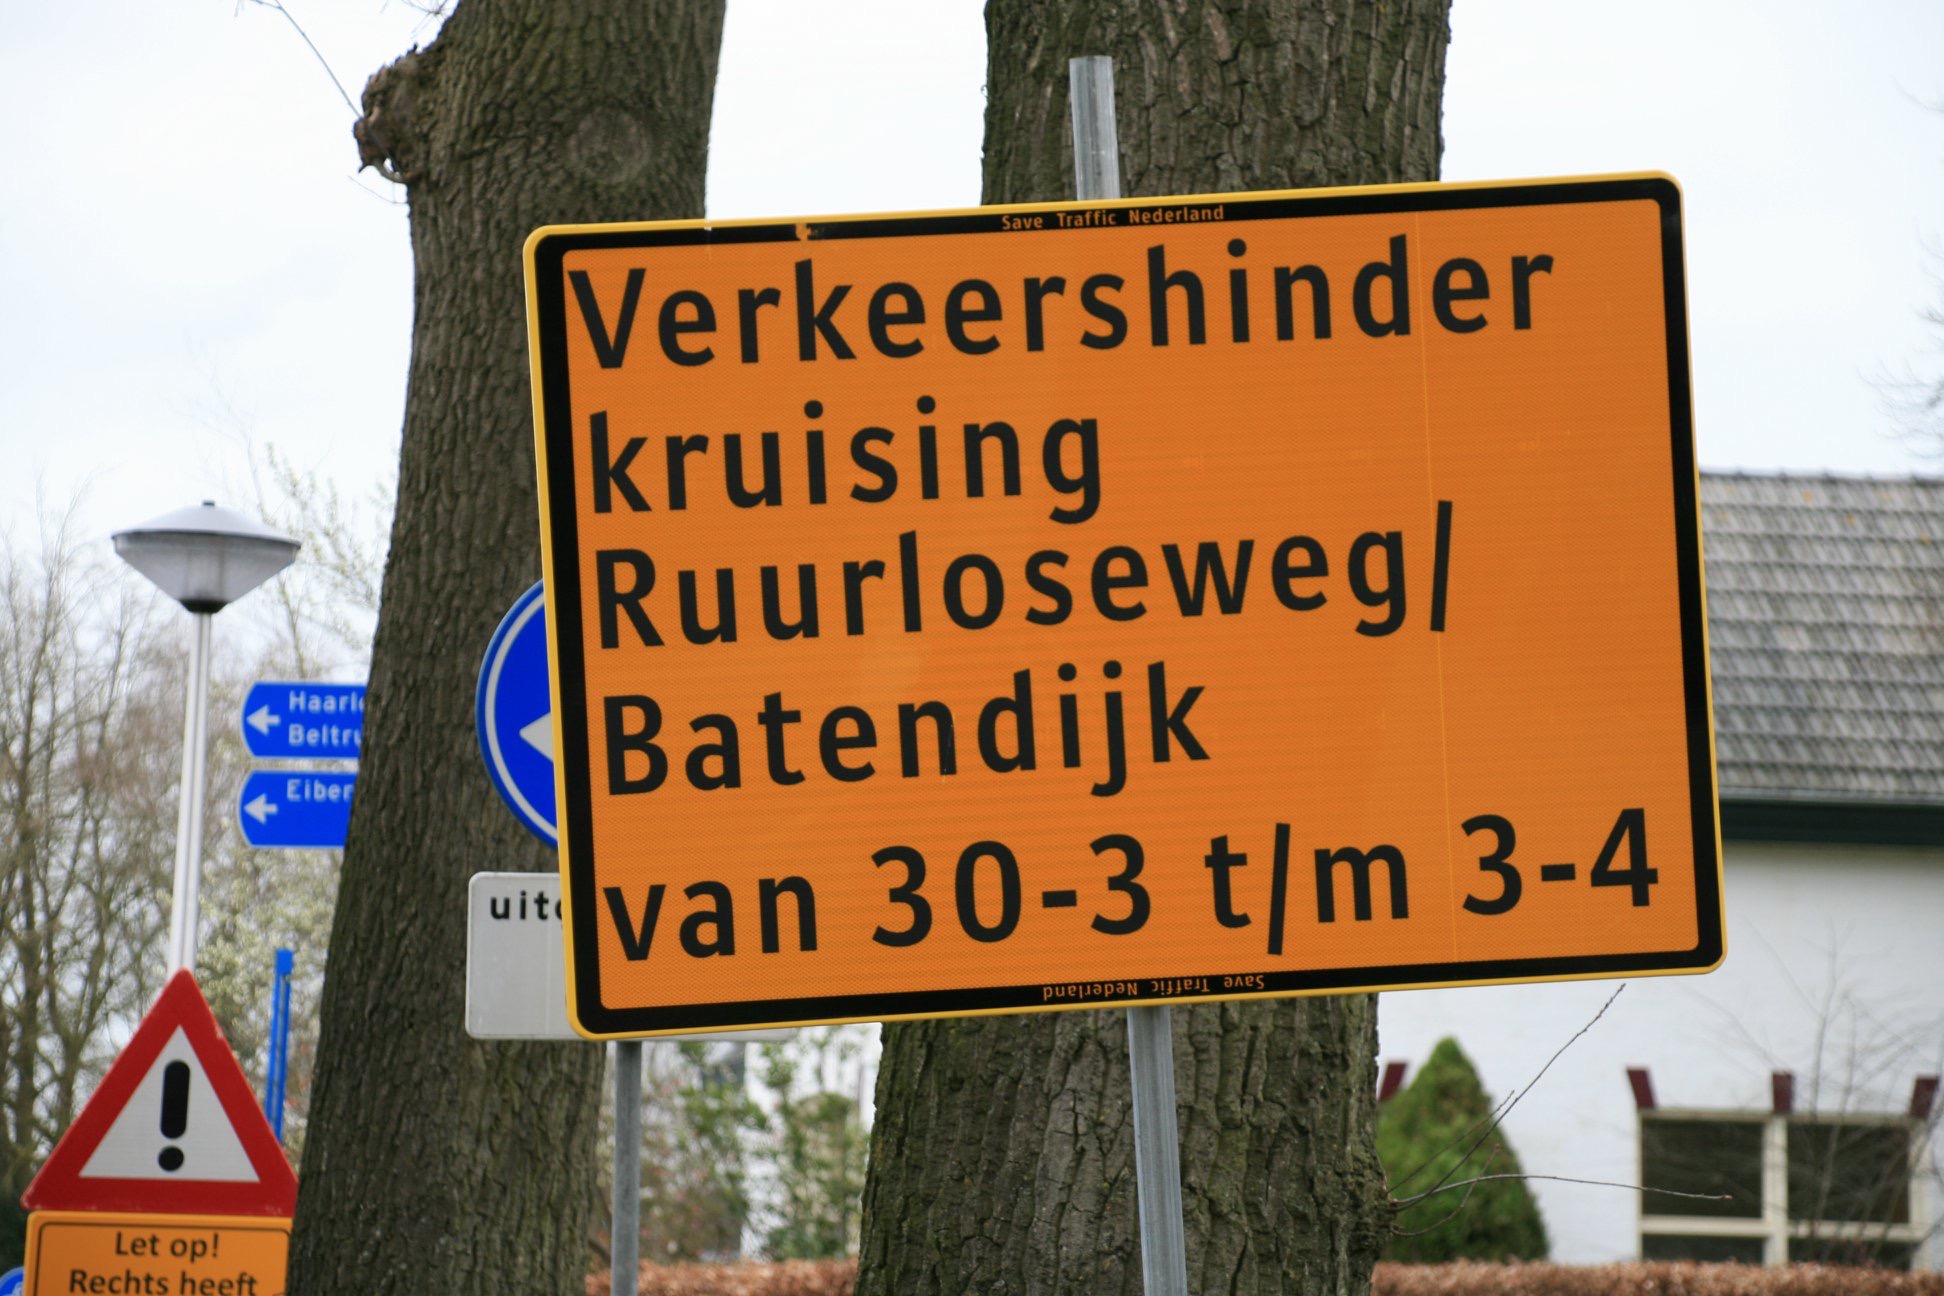 Save Traffic Nederland
Verkeershinder
kruising
Ruurloseweg/
Batendijk
van 30-3 t/m 3-4
Save Traffic Nederland
Let op!
Rechts heeft